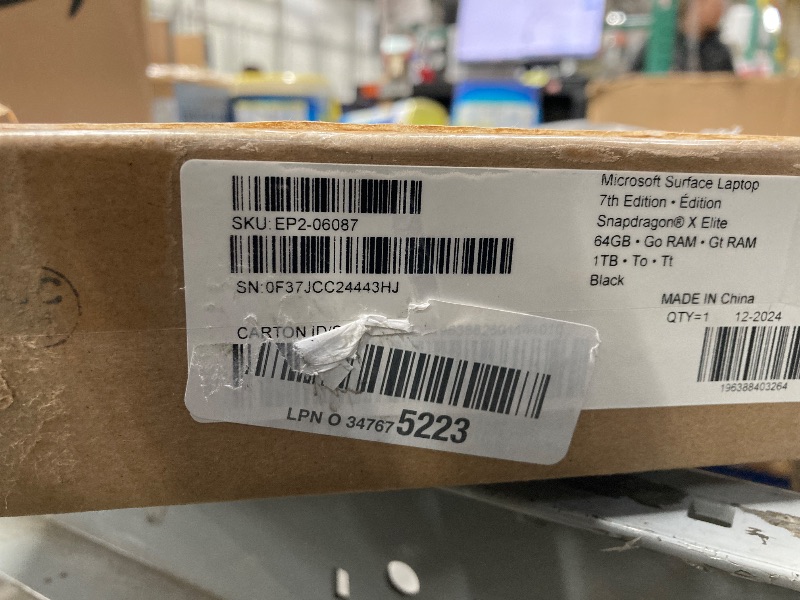 SKU: EP2-06087
SN:0F37JCC24443HJ
CARTON ID/S
LPN O 34767 5223
Microsoft Surface Laptop
7th Edition • Édition
Snapdragon® X Elite
64GB • Go RAM • Gt RAM
1TB • To • Tt
Black
MADE IN China
QTY=1 12-2024
196388403264